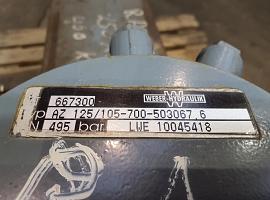 667300 WEBER HYDRAULIK
AZ 125/105-700-503067.6
N 495 bar LWE 10045418